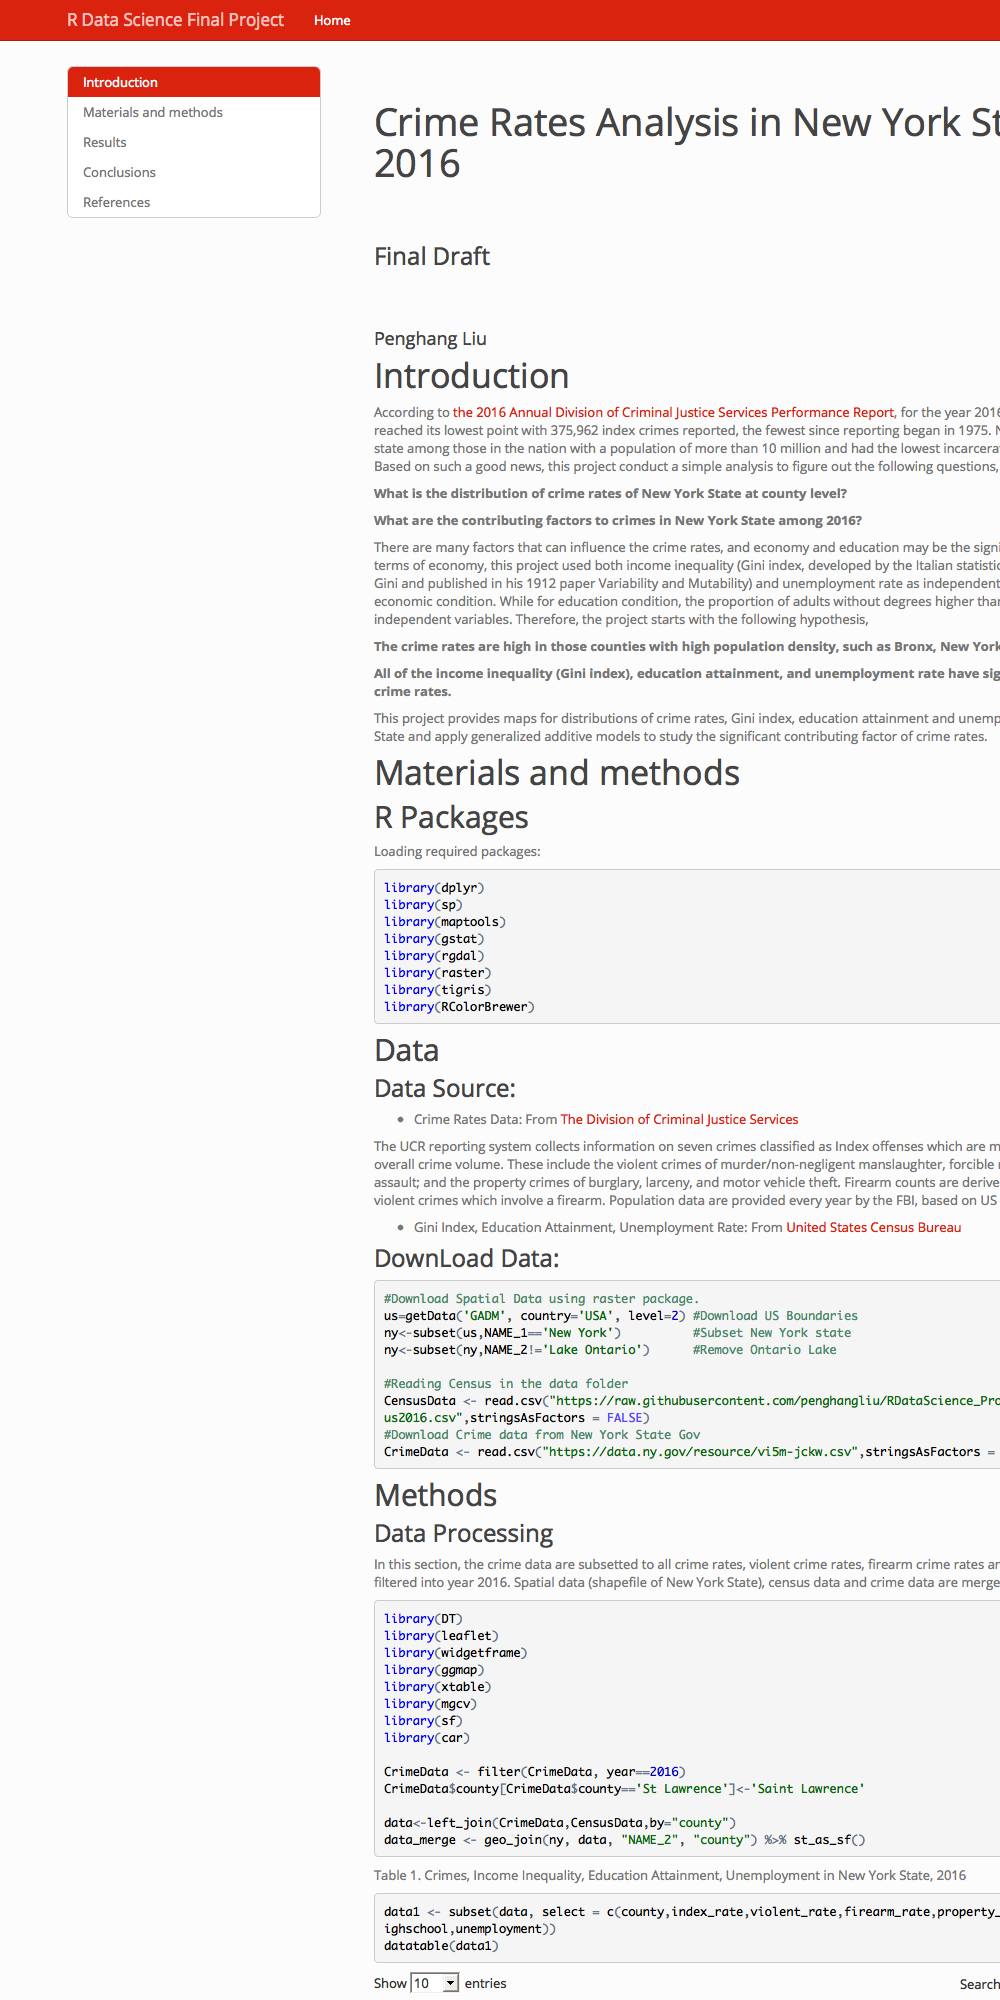 R Data Science Final Project Home
Introduction
Materials and methods
Results
Conclusions
References
Crime Rates Analysis in New York St
2016
Final Draft
Penghang Liu
Introduction
According to the 2016 Annual Division of Criminal Justice Services Performance Report, for the year 2016
reached its lowest point with 375,962 index crimes reported, the fewest since reporting began in 1975. N
state among those in the nation with a population of more than 10 million and had the lowest incarcera
Based on such a good news, this project conduct a simple analysis to figure out the following questions,
What is the distribution of crime rates of New York State at county level?
What are the contributing factors to crimes in New York State among 2016?
There are many factors that can influence the crime rates, and economy and education may be the signi
terms of economy, this project used both income inequality (Gini index, developed by the Italian statistic
Gini and published in his 1912 paper Variability and Mutability) and unemployment rate as independent
economic condition. While for education condition, the proportion of adults without degrees higher than
independent variables. Therefore, the project starts with the following hypothesis,
The crime rates are high in those counties with high population density, such as Bronx, New York
All of the income inequality (Gini index), education attainment, and unemployment rate have sig
crime rates.
This project provides maps for distributions of crime rates, Gini index, education attainment and unemp
State and apply generalized additive models to study the significant contributing factor of crime rates.
Materials and methods
R Packages
Loading required packages:
library(dplyr)
library(sp)
library(maptools)
library(gstat)
library(rgdal)
library(raster)
library(tigris)
library(RColorBrewer)
Data
Data Source:
• Crime Rates Data: From The Division of Criminal Justice Services
The UCR reporting system collects information on seven crimes classified as Index offenses which are m
overall crime volume. These include the violent crimes of murder/non-negligent manslaughter, forcible r
assault; and the property crimes of burglary, larceny, and motor vehicle theft. Firearm counts are derive
violent crimes which involve a firearm. Population data are provided every year by the FBI, based on US
• Gini Index, Education Attainment, Unemployment Rate: From United States Census Bureau
DownLoad Data:
#Download Spatial Data using raster package.
us=getData('GADM', country='USA', level=2) #Download US Boundaries
ny<-subset(us,NAME_1=='New York') #Subset New York state
ny<-subset(ny,NAME_2!='Lake Ontario') #Remove Ontario Lake
#Reading Census in the data folder
CensusData <- read.csv("https://raw.githubusercontent.com/penghangliu/RDataScience_Pro
us2016.csv",stringsAsFactors = FALSE)
#Download Crime data from New York State Gov
CrimeData <- read.csv("https://data.ny.gov/resource/vi5m-jckw.csv",stringsAsFactors =
Methods
Data Processing
In this section, the crime data are subsetted to all crime rates, violent crime rates, firearm crime rates an
filtered into year 2016. Spatial data (shapefile of New York State), census data and crime data are merge
library(DT)
library(leaflet)
library(widgetframe)
library(ggmap)
library(xtable)
library(mgcv)
library(sf)
library(car)
CrimeData <- filter(CrimeData, year==2016)
CrimeData$county[CrimeData$county=='St Lawrence']<-'Saint Lawrence'
data<-left_join(CrimeData,CensusData,by="county")
data_merge <- geo_join(ny, data, "NAME_2", "county") %>% st_as_sf()
Table 1. Crimes, Income Inequality, Education Attainment, Unemployment in New York State, 2016
data1 <- subset(data, select = c(county,index_rate,violent_rate,firearm_rate,property_
ighschool,unemployment))
datatable(data1)
Show 10 entries Search